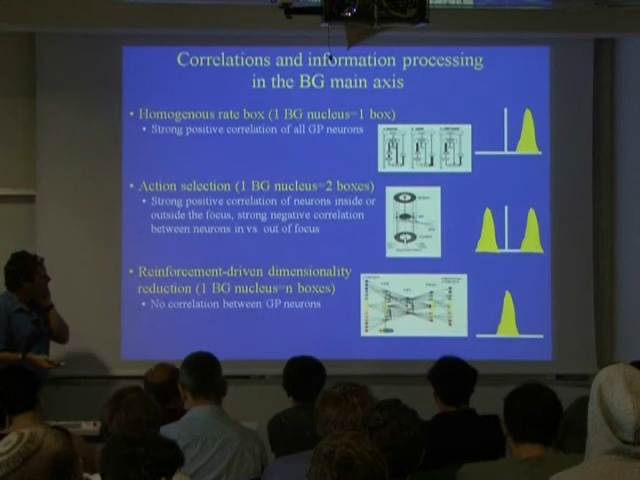 Correlations and information processing
in the BG main axis
• Homogenous rate box (1 BG nucleus=1 box)
• Strong positive correlation of all GP neurons
• Action selection (1 BG nucleus=2 boxes)
• Strong positive correlation of neurons inside or
outside the focus, strong negative correlation
between neurons in vs. out of focus
• Reinforcement-driven dimensionality
reduction (1 BG nucleus=n boxes)
• No correlation between GP neurons